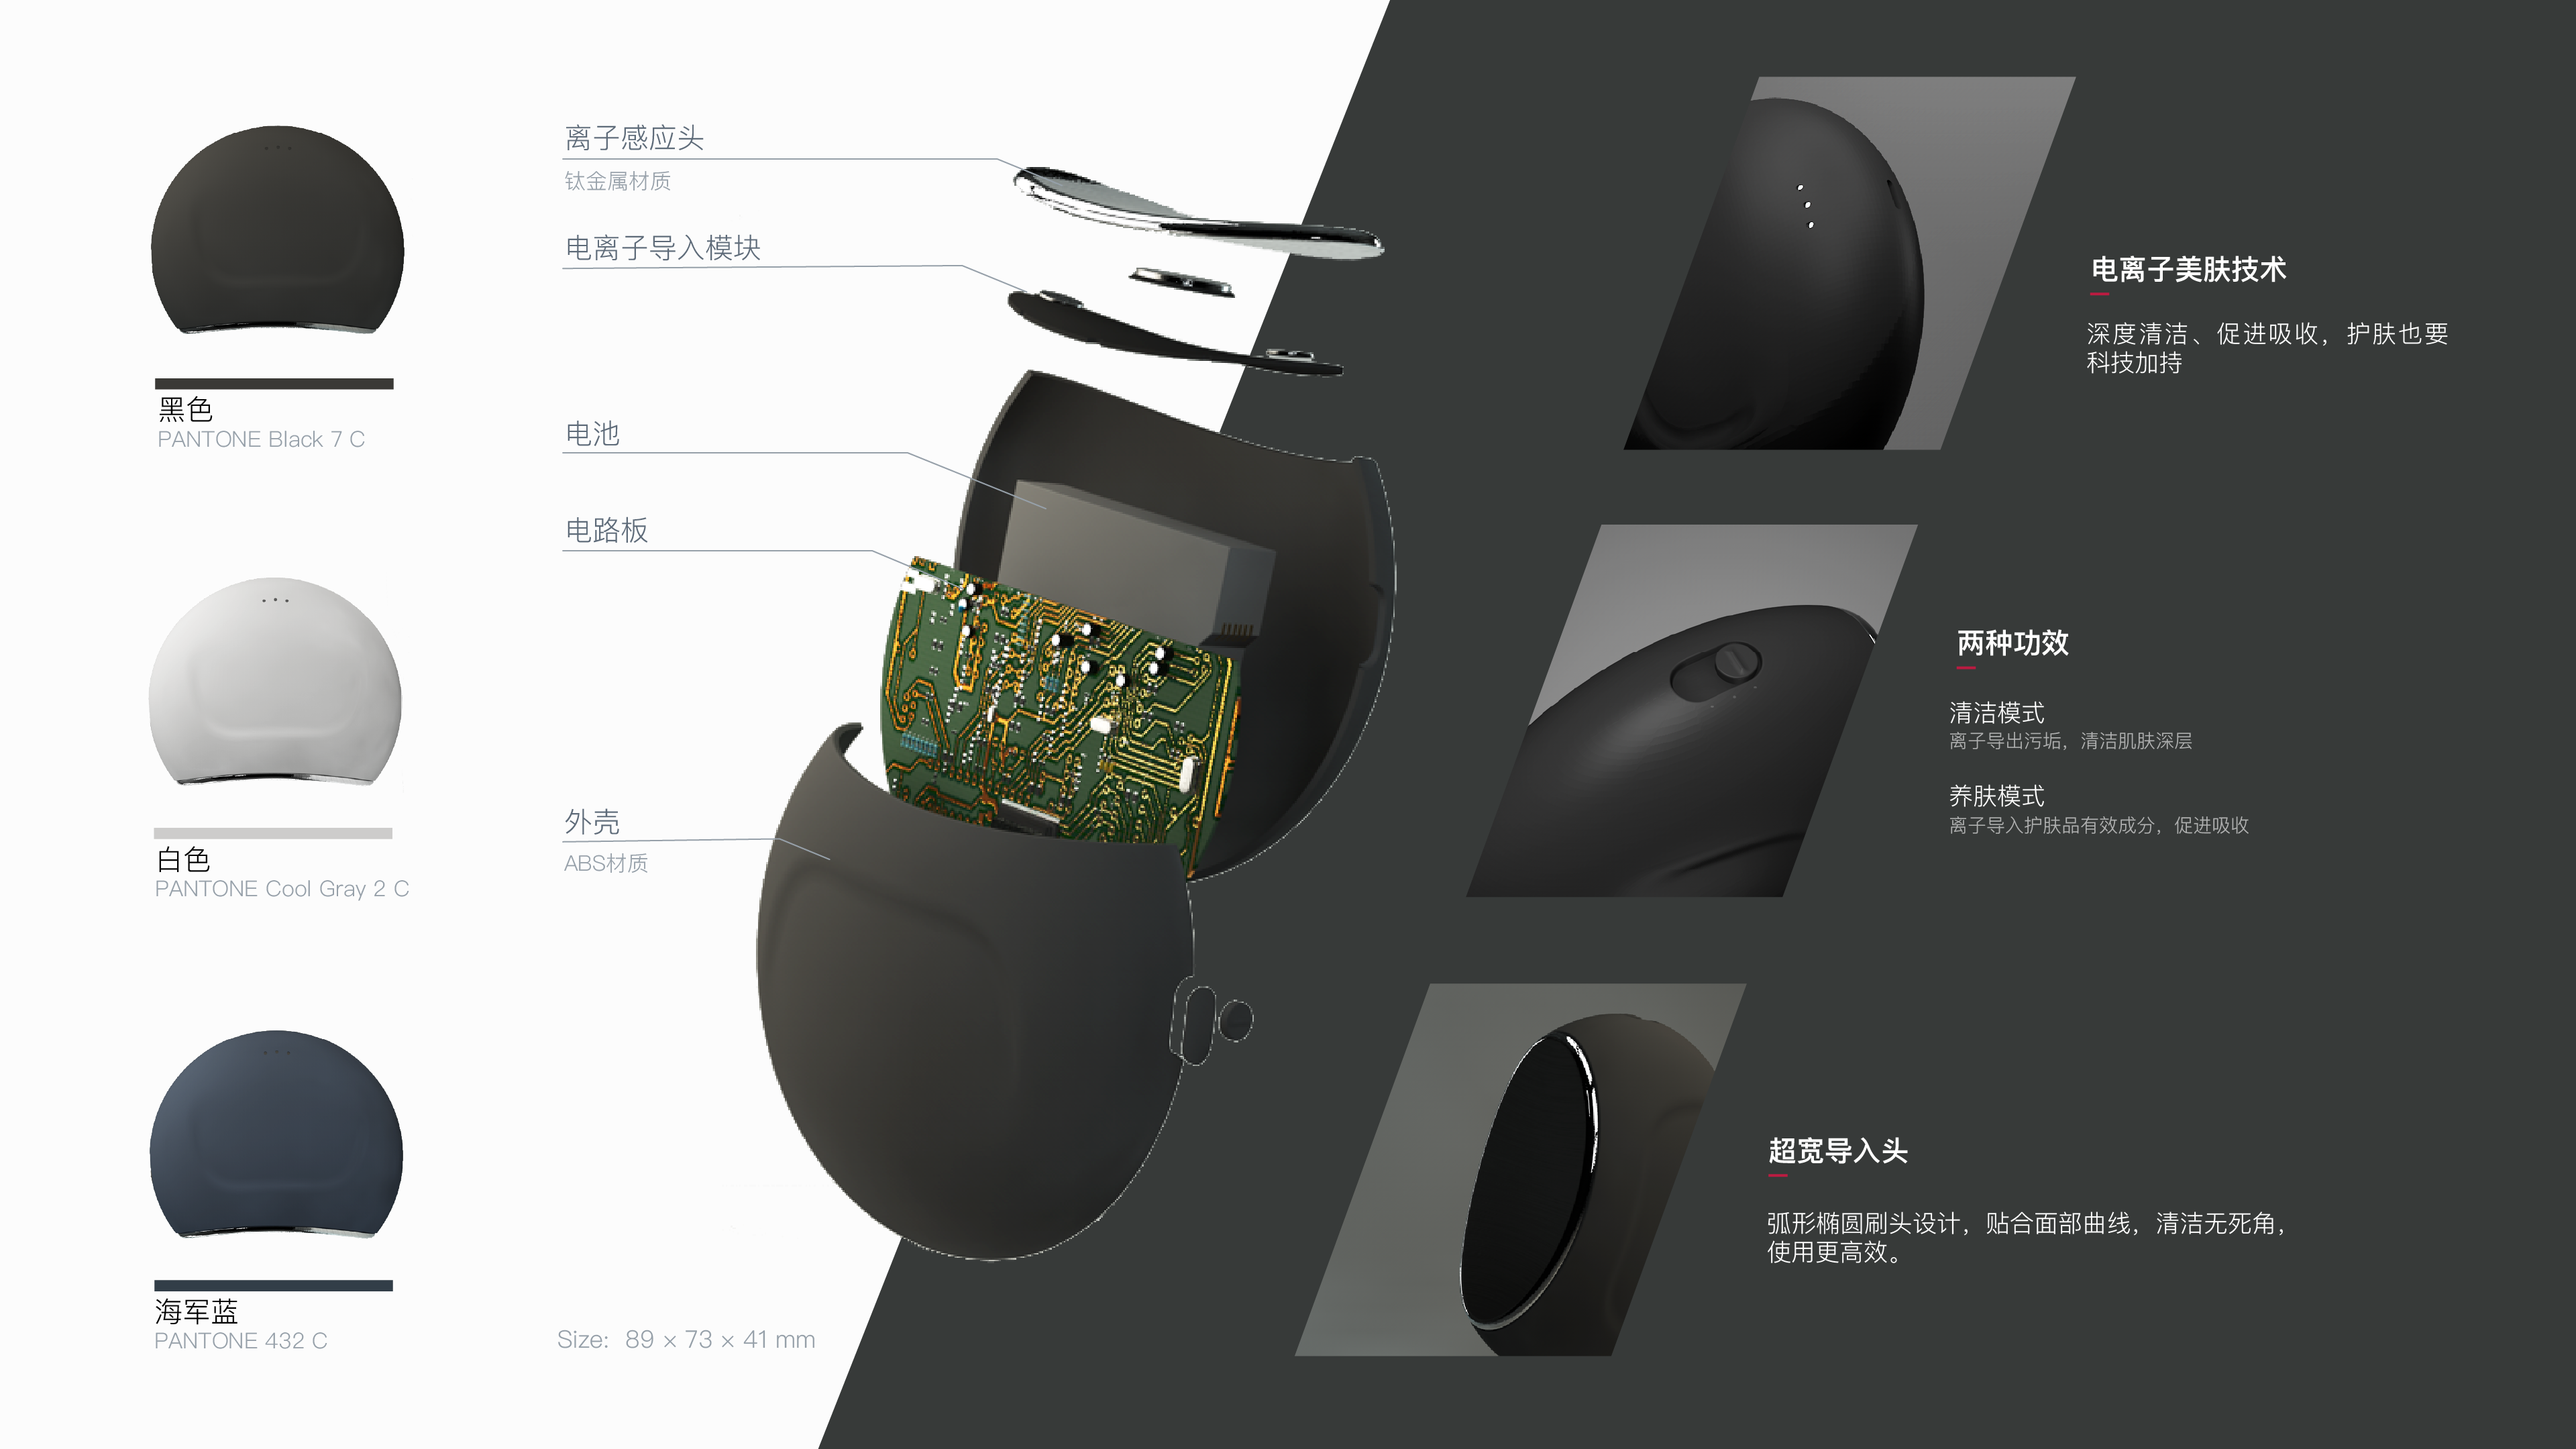 黑色
PANTONE Black 7 C
白色
PANTONE Cool Gray 2 C
海军蓝
PANTONE 432 C
离子感应头
钛金属材质
电离子导入模块
电池
电路板
外壳
ABS材质
Size: 89 × 73 × 41 mm
电离子美肤技术
深度清洁、促进吸收，护肤也要
科技加持
两种功效
清洁模式
离子导出污垢，清洁肌肤深层
养肤模式
离子导入护肤品有效成分，促进吸收
超宽导入头
弧形椭圆刷头设计，贴合面部曲线，清洁无死角，
使用更高效。